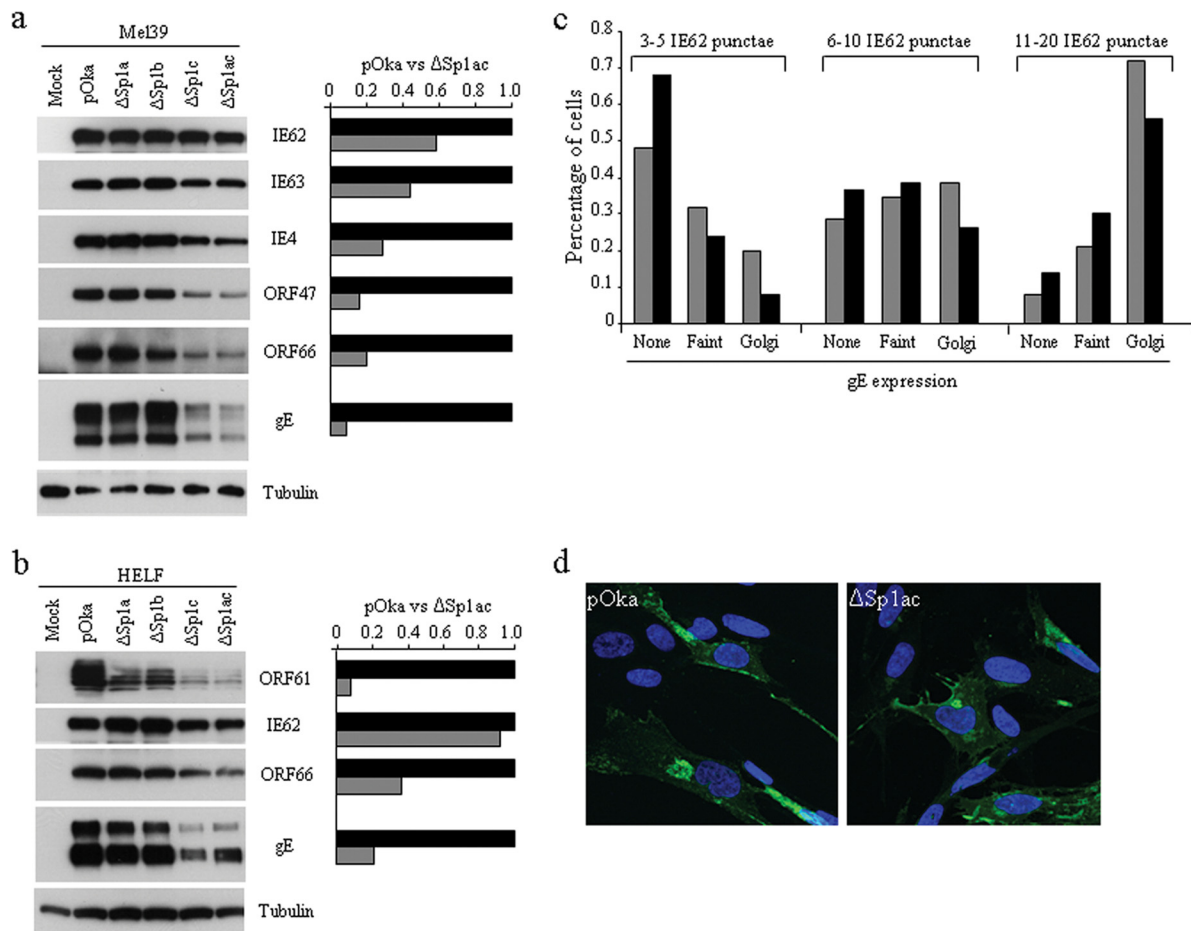 a
Mel39
Mock
pOka
ΔSp1a
ΔSp1b
ΔSp1c
ΔSp1ac
IE62
IE63
IE4
ORF47
ORF66
gE
Tubulin
pOka vs ΔSp1ac
0 0.2 0.4 0.6 0.8 1.0
b
HELF
Mock
pOka
ΔSp1a
ΔSp1b
ΔSp1c
ΔSp1ac
ORF61
IE62
ORF66
gE
Tubulin
pOka vs ΔSp1ac
0 0.2 0.4 0.6 0.8 1.0
c
Percentage of cells
0.8
0.7
0.6
0.5
0.4
0.3
0.2
0.1
0
3-5 IE62 punctae
6-10 IE62 punctae
11-20 IE62 punctae
None Faint Golgi None Faint Golgi None Faint Golgi
gE expression
d
pOka
ΔSp1ac